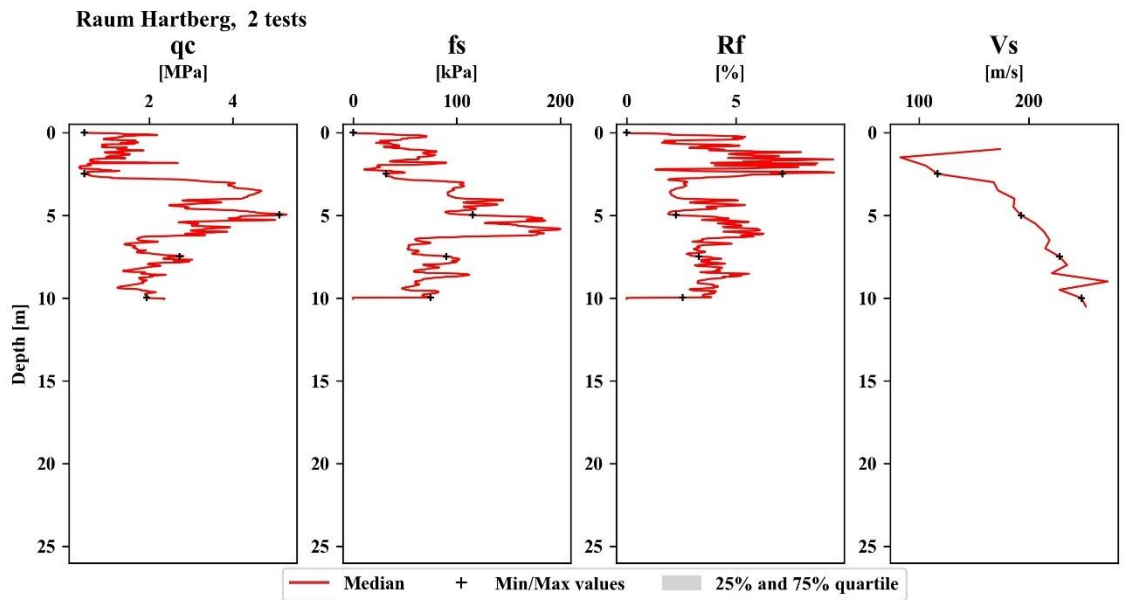 Raum Hartberg, 2 tests
qc fs Rf Vs
[MPa] [kPa] [%] [m/s]
2 4 0 100 200 0 5 100 200
0 0 0 0
5 5 5 5
10 10 10 10
Depth [m]
15 15 15 15
20 20 20 20
25 25 25 25
Median Min/Max values 25% and 75% quartile